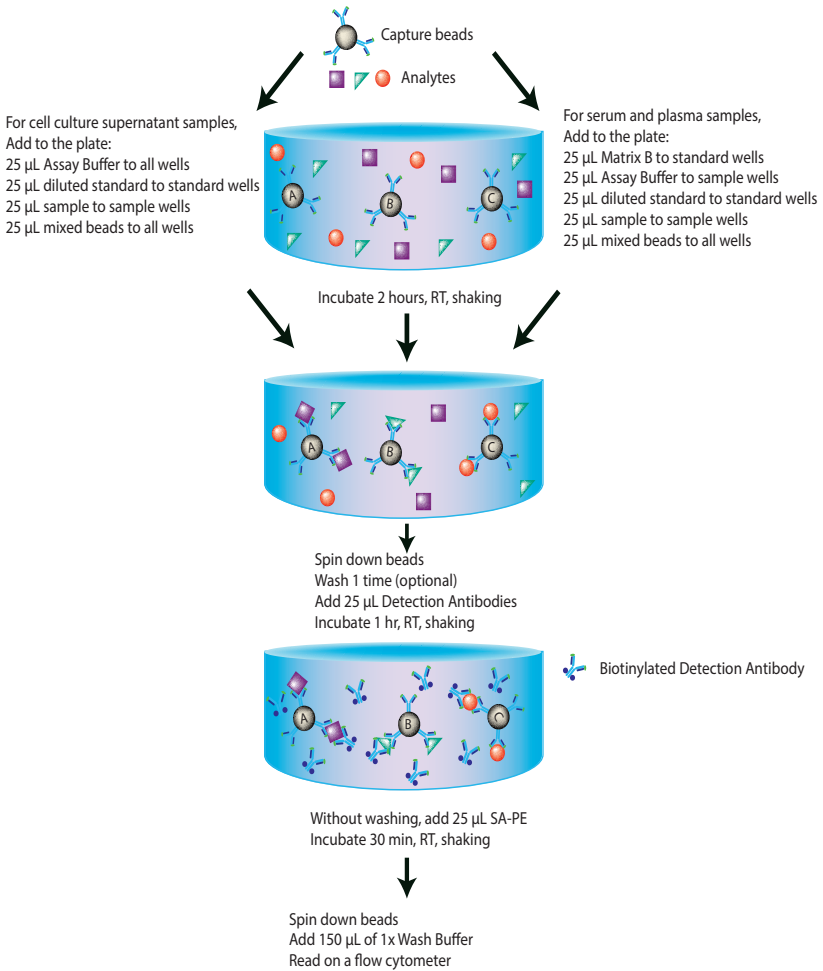 Capture beads
Analytes
For cell culture supernatant samples,
Add to the plate:
25 µL Assay Buffer to all wells
25 µL diluted standard to standard wells
25 µL sample to sample wells
25 µL mixed beads to all wells
For serum and plasma samples,
Add to the plate:
25 µL Matrix B to standard wells
25 µL Assay Buffer to sample wells
25 µL diluted standard to standard wells
25 µL sample to sample wells
25 µL mixed beads to all wells
A
B
C
Incubate 2 hours, RT, shaking
A
B
C
Spin down beads
Wash 1 time (optional)
Add 25 µL Detection Antibodies
Incubate 1 hr, RT, shaking
Biotinylated Detection Antibody
A
B
C
Without washing, add 25 µL SA-PE
Incubate 30 min, RT, shaking
Spin down beads
Add 150 µL of 1x Wash Buffer
Read on a flow cytometer